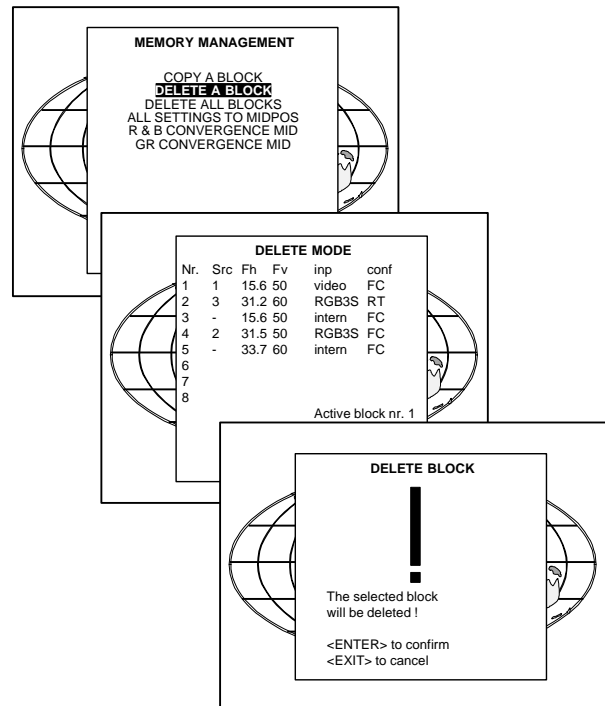 MEMORY MANAGEMENT
COPY A BLOCK
DELETE A BLOCK
DELETE ALL BLOCKS
ALL SETTINGS TO MIDPOS
R & B CONVERGENCE MID
GR CONVERGENCE MID
DELETE MODE
Nr. Src Fh Fv inp conf
1 1 15.6 50 video FC
2 3 31.2 60 RGB3S RT
3 - 15.6 50 intern FC
4 2 31.5 50 RGB3S FC
5 - 33.7 60 intern FC
6
7
8
Active block nr. 1
DELETE BLOCK
!
The selected block
will be deleted !
<ENTER> to confirm
<EXIT> to cancel